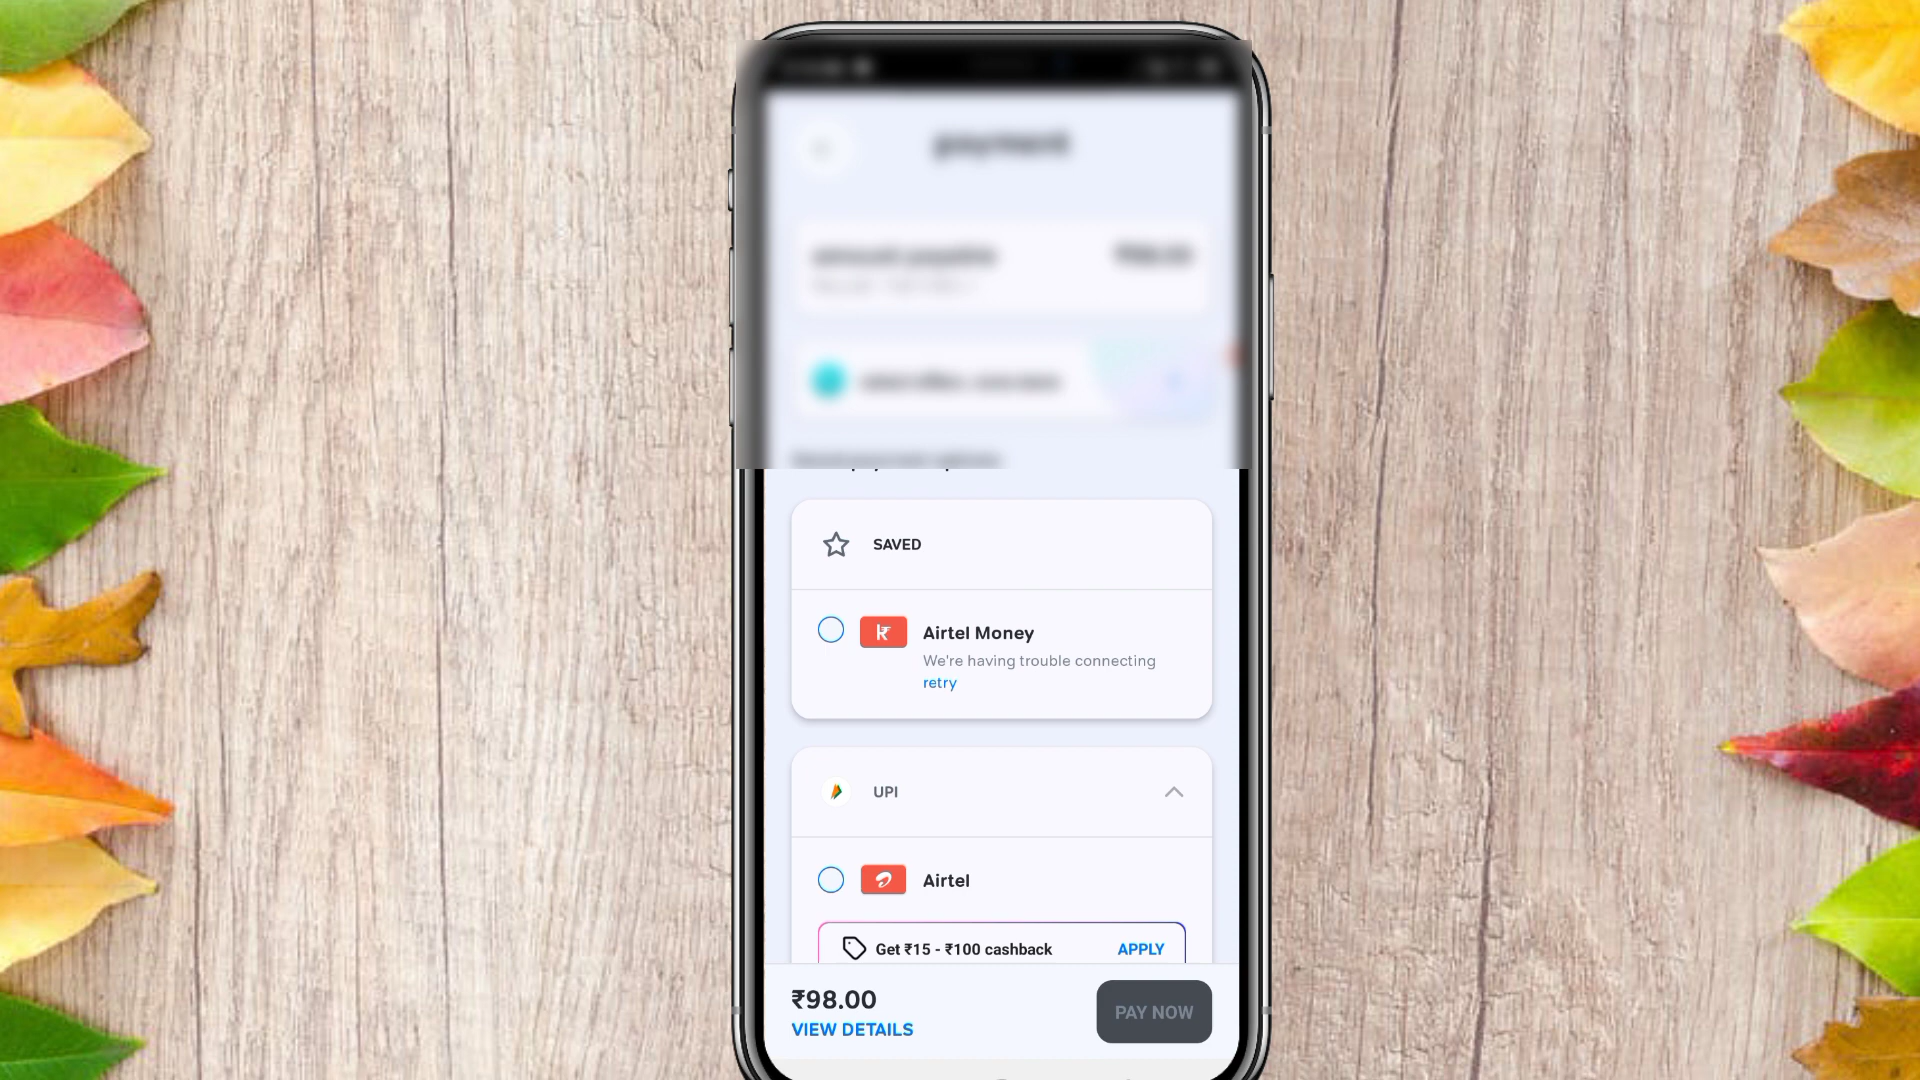 payment
SAVED
Airtel Money
We're having trouble connecting
retry
UPI
Airtel
Get ₹15 - ₹100 cashback
APPLY
₹98.00
VIEW DETAILS
PAY NOW